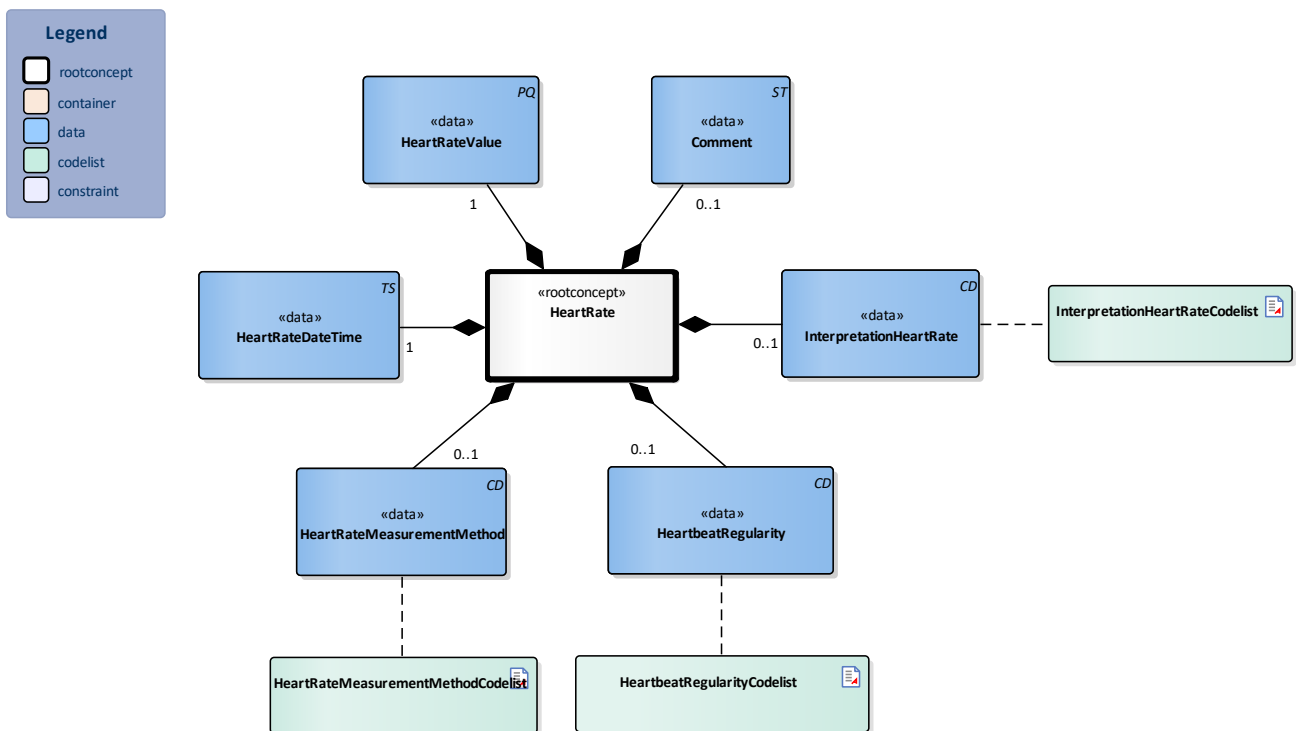 Legend
rootconcept
container
data
codelist
constraint
PQ
«data»
HeartRateValue
ST
«data»
Comment
1
0..1
TS
«data»
HeartRateDateTime
1
«rootconcept»
HeartRate
CD
«data»
InterpretationHeartRate
0..1
InterpretationHeartRateCodelist
0..1
0..1
CD
«data»
HeartRateMeasurementMethod
CD
«data»
HeartbeatRegularity
HeartRateMeasurementMethodCodelist
HeartbeatRegularityCodelist